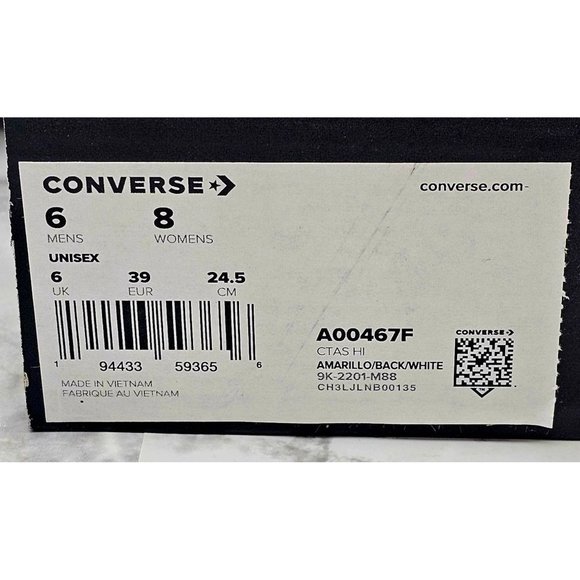 CONVERSE
converse.com
6 8
MENS WOMENS
UNISEX
6 39 24.5
UK EUR CM
1 94433 59365 6
MADE IN VIETNAM
FABRIQUE AU VIETNAM
A00467F
CTAS HI
AMARILLO/BACK/WHITE
9K-2201-M88
CH3LJLNB00135
CONVERSE
TM